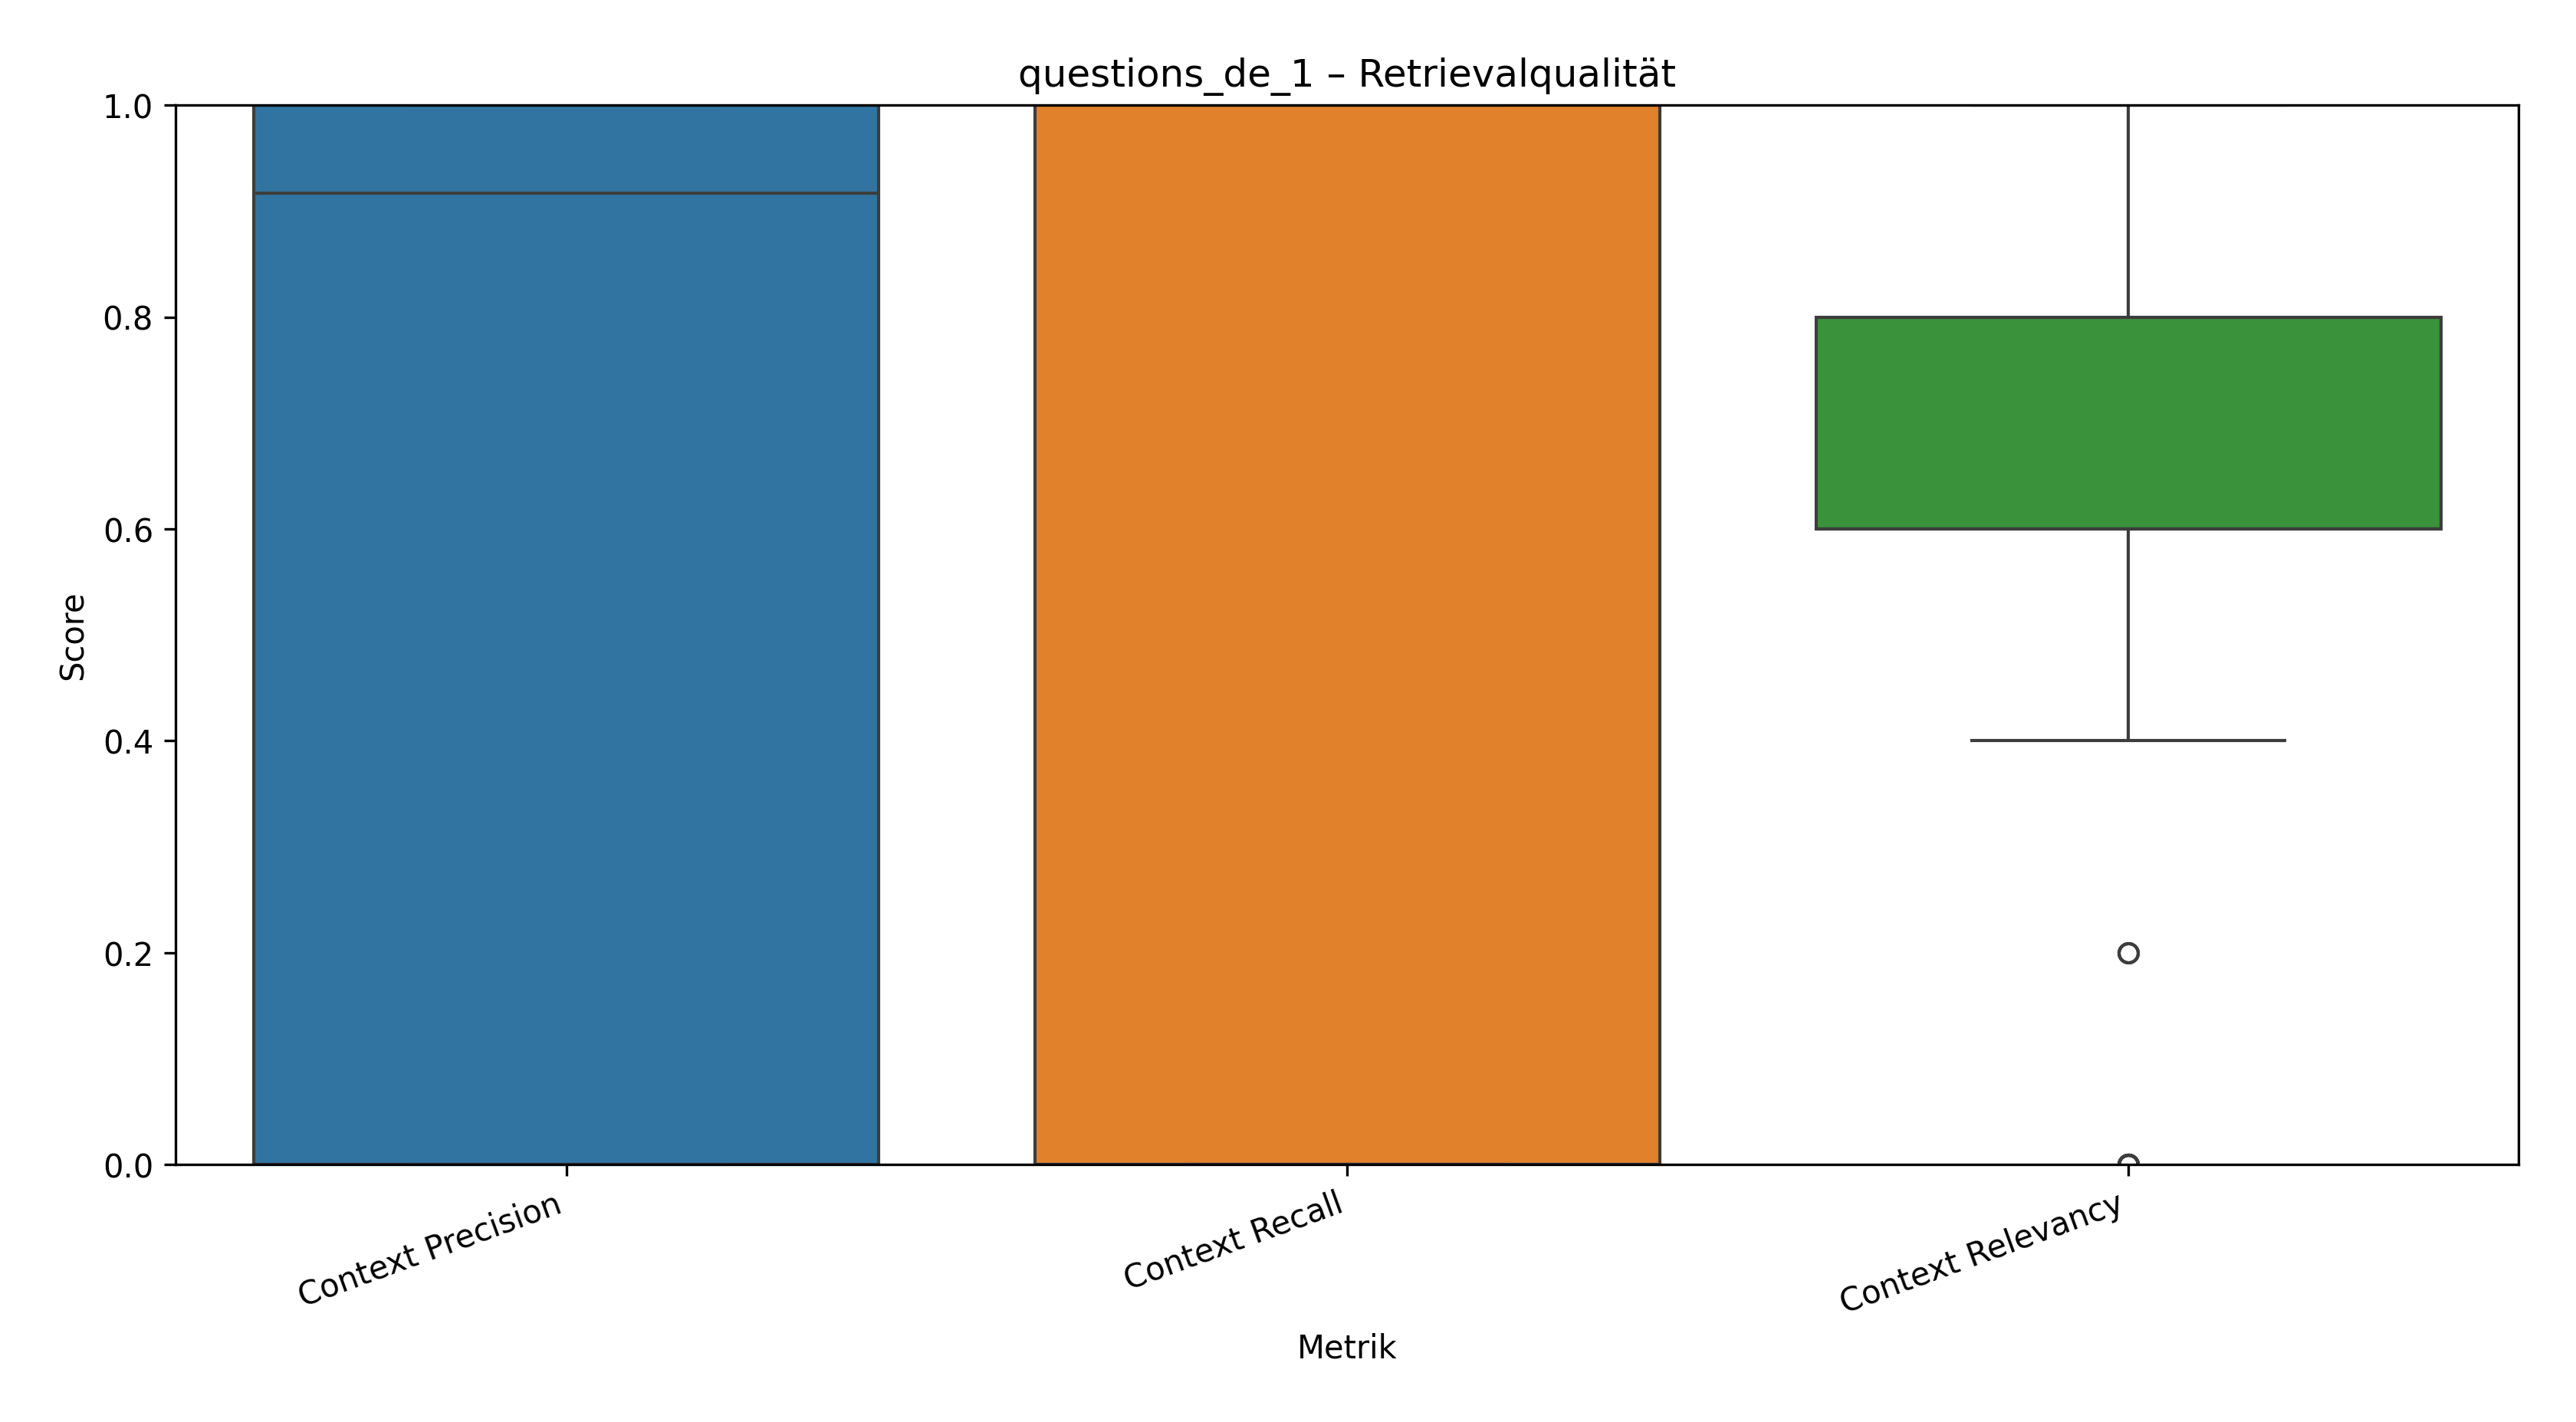 questions_de_1 – Retrievalqualität
1.0
0.8
0.6
0.4
0.2
0.0
Score
Context Precision
Context Recall
Context Relevancy
Metrik